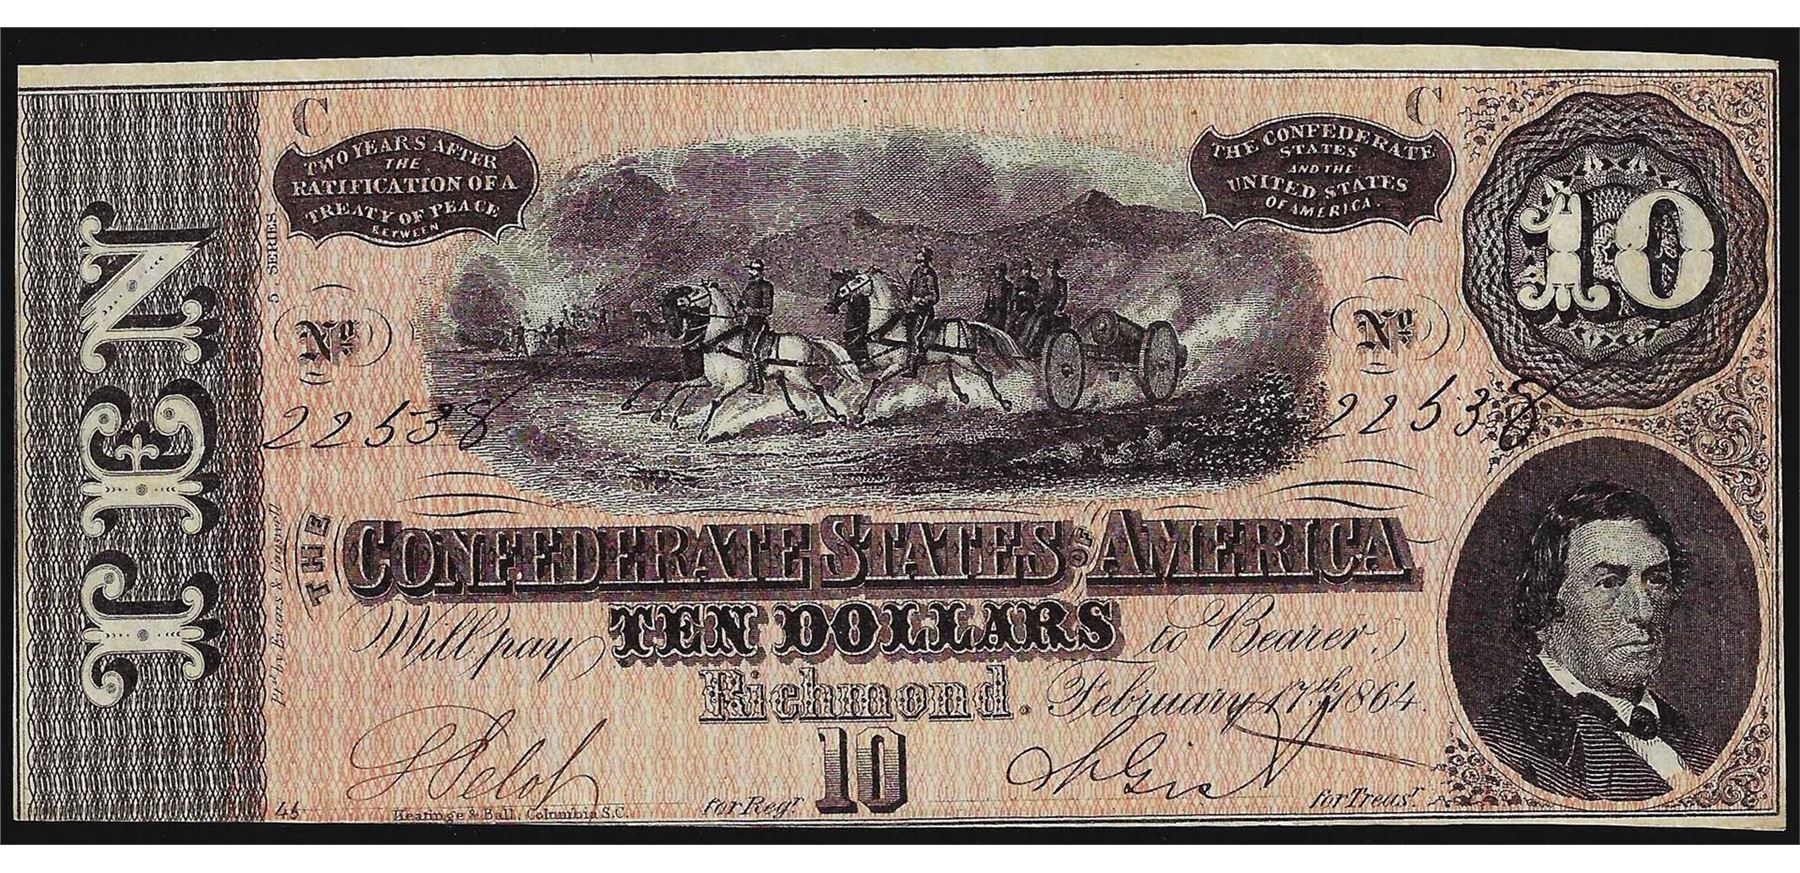 C
C
TWO YEARS AFTER
THE
RATIFICATION OF A
TREATY OF PEACE
BETWEEN
THE CONFEDERATE
STATES
AND THE
UNITED STATES
OF AMERICA.
10
TEN
5. SERIES
No
22538
No
22538
THE
CONFEDERATE STATES OF AMERICA
Will pay TEN DOLLARS to Bearer.
Richmond. February 17th 1864.
10
for Regr.
for Treasr.
45
Keatinge & Ball, Columbia S.C.